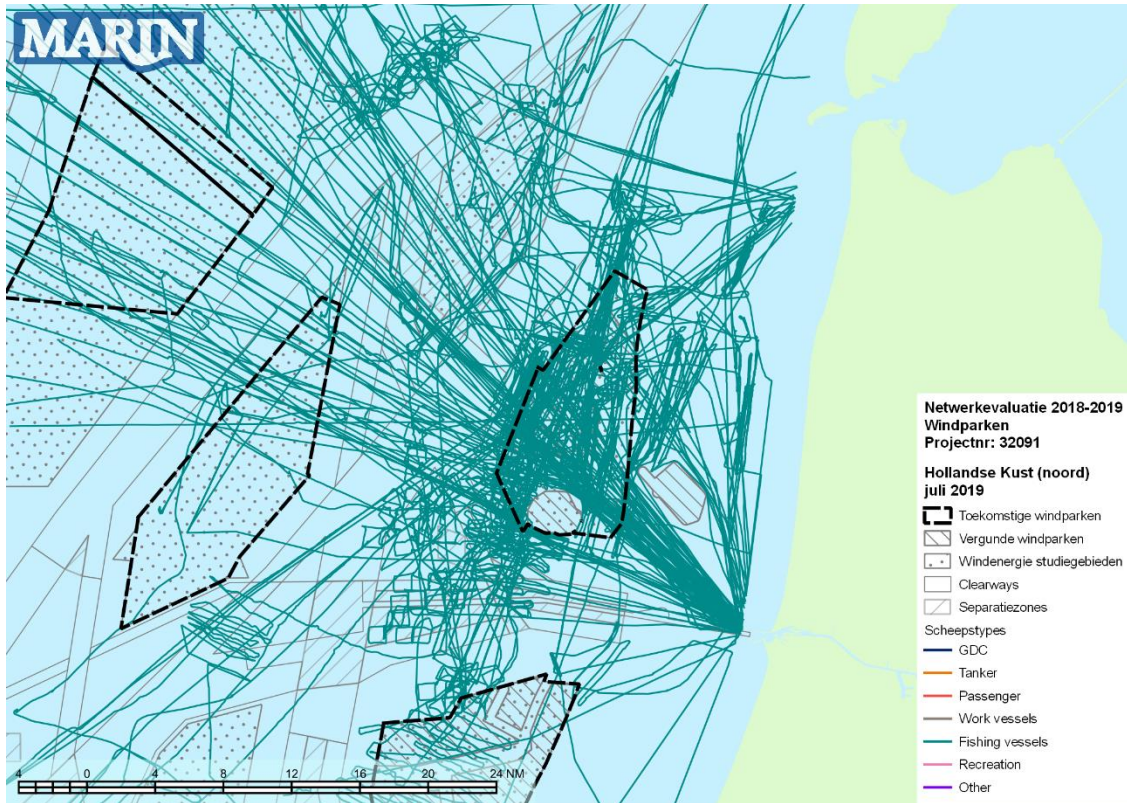 MARIN
Netwerkevaluatie 2018-2019
Windparken
Projectnr: 32091
Hollandse Kust (noord)
juli 2019
Toekomstige windparken
Vergunde windparken
Windenergie studiegebieden
Clearways
Separatiezones
Scheepstypes
GDC
Tanker
Passenger
Work vessels
Fishing vessels
Recreation
Other
4 0 4 8 12 16 20 24 NM